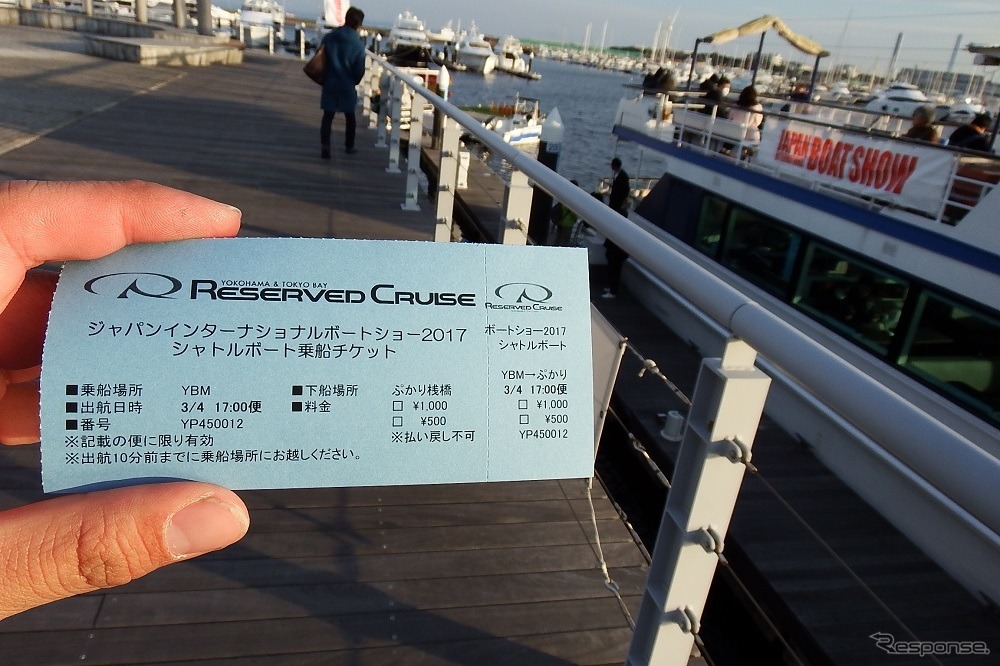 YOKOHAMA & TOKYO BAY
RESERVED CRUISE
ジャパンインターナショナルボートショー2017
シャトルボート乗船チケット
■乗船場所 YBM ■下船場所 ぷかり桟橋
■出航日時 3/4 17:00便 ■料金 □ ¥1,000
■番号 YP450012 □ ¥500
※記載の便に限り有効 ※払い戻し不可
※出航10分前までに乗船場所にお越しください。
RESERVED CRUISE
ボートショー2017
シャトルボート
YBM→ぷかり
3/4 17:00便
□ ¥1,000
□ ¥500
YP450012
JAPAN
BOAT SHOW
Response.